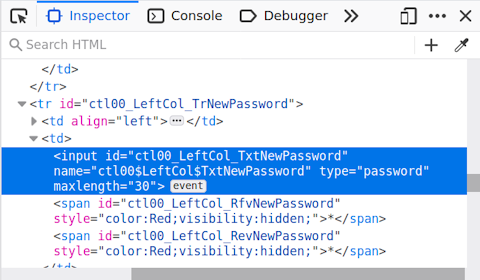 Inspector Console Debugger
Search HTML
</td>
</tr>
<tr id="ctl00_LeftCol_TrNewPassword">
<td align="left"> ••• </td>
<td>
<input id="ctl00_LeftCol_TxtNewPassword"
name="ctl00$LeftCol$TxtNewPassword" type="password"
maxlength="30"> event
<span id="ctl00_LeftCol_RfvNewPassword"
style="color:Red;visibility:hidden;">*</span>
<span id="ctl00_LeftCol_RevNewPassword"
style="color:Red;visibility:hidden;">*</span>
</td>